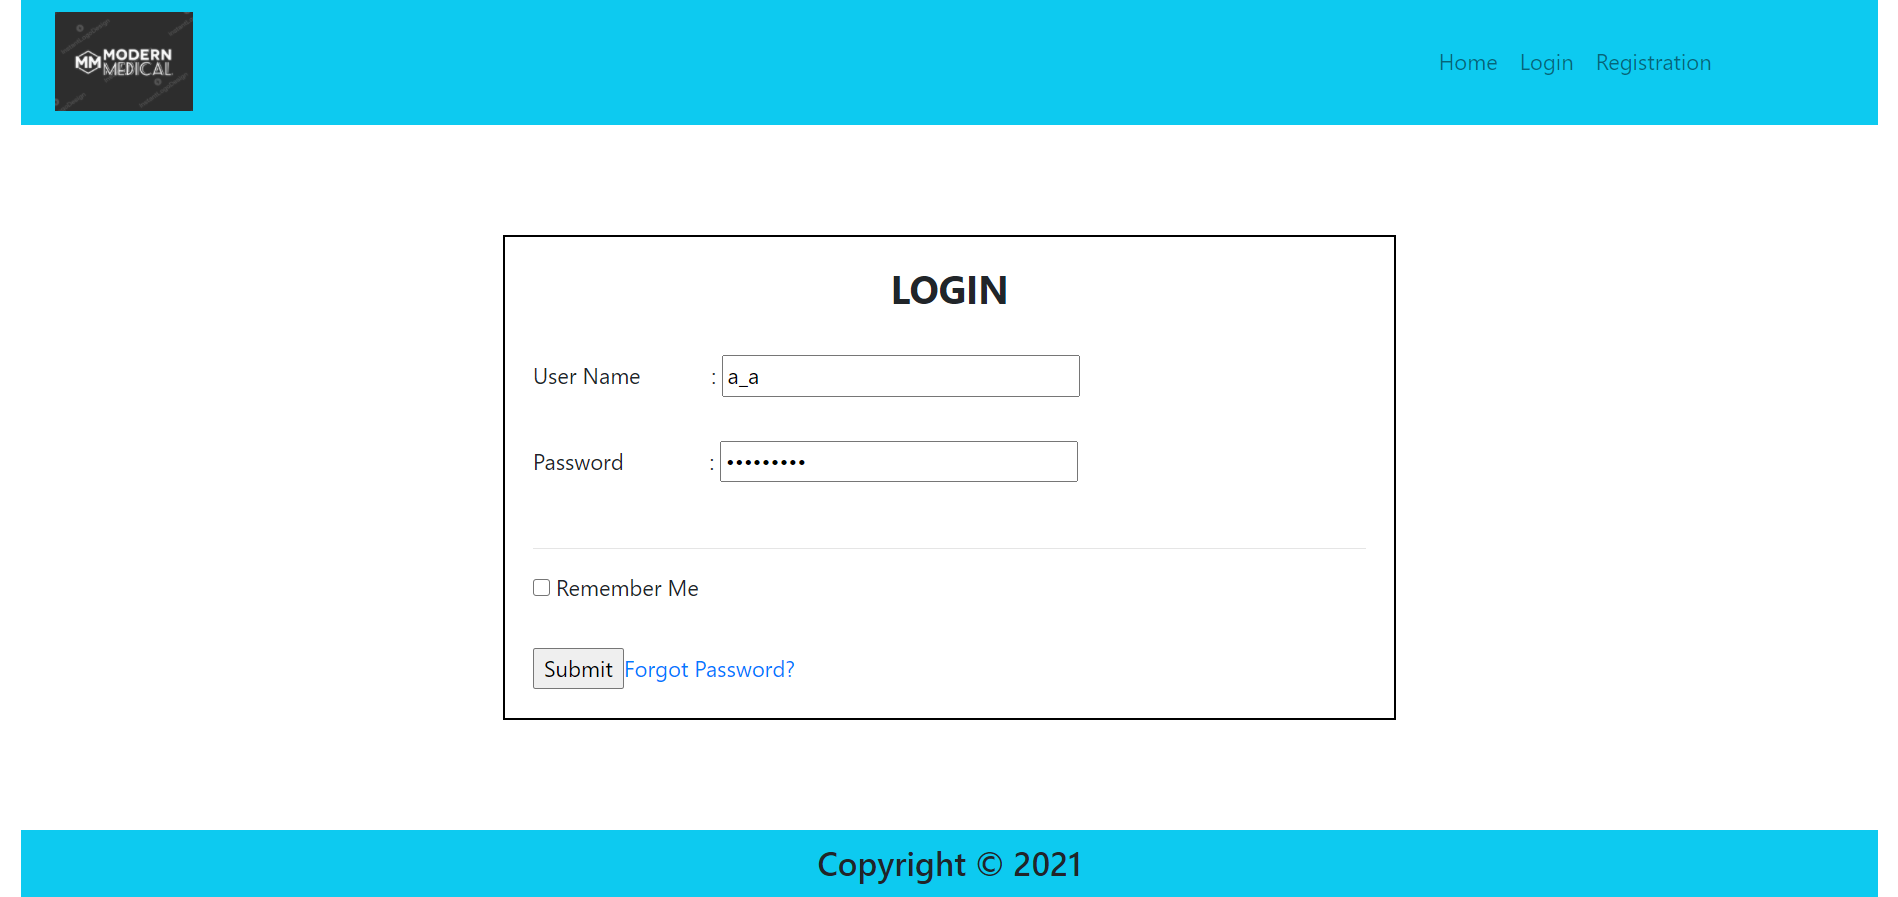 MM MODERN
MEDICAL
Home Login Registration
LOGIN
User Name : a_a
Password : •••••••••
Remember Me
Submit Forgot Password?
Copyright © 2021